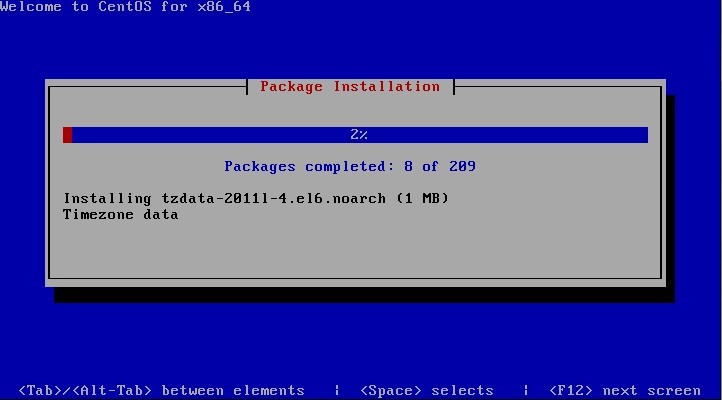 Welcome to CentOS for x86_64
Package Installation
2%
Packages completed: 8 of 209
Installing tzdata-2011l-4.el6.noarch (1 MB)
Timezone data
<Tab>/<Alt-Tab> between elements | <Space> selects | <F12> next screen